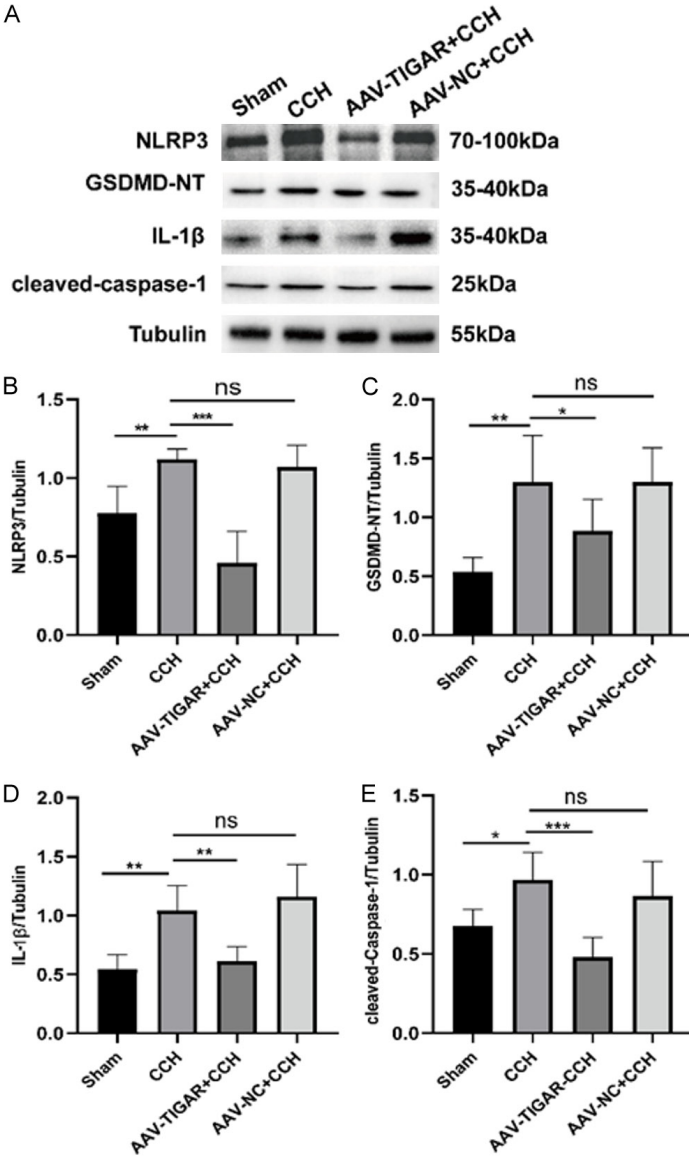 A
Sham
CCH
AAV-TIGAR+CCH
AAV-NC+CCH
NLRP3
70-100kDa
GSDMD-NT
35-40kDa
IL-1β
35-40kDa
cleaved-caspase-1
25kDa
Tubulin
55kDa
B
NLRP3/Tubulin
1.5
1.0
0.5
0.0
ns
**
***
Sham
CCH
AAV-TIGAR+CCH
AAV-NC+CCH
C
GSDMD-NT/Tubulin
2.0
1.5
1.0
0.5
0.0
ns
**
*
Sham
CCH
AAV-TIGAR+CCH
AAV-NC+CCH
D
IL-1β/Tubulin
2.0
1.5
1.0
0.5
0.0
ns
**
**
Sham
CCH
AAV-TIGAR+CCH
AAV-NC+CCH
E
cleaved-Caspase-1/Tubulin
1.5
1.0
0.5
0.0
ns
*
***
Sham
CCH
AAV-TIGAR-CCH
AAV-NC+CCH